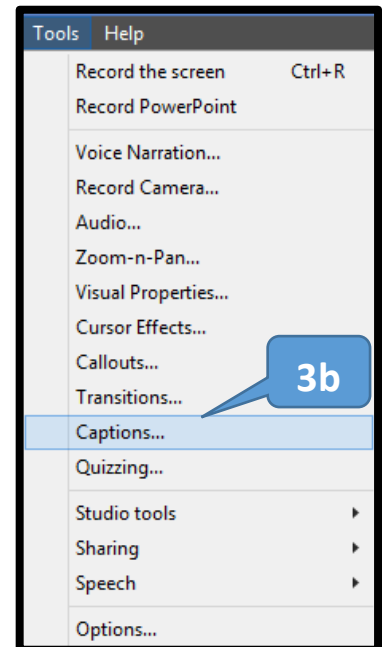 Tools Help
Record the screen Ctrl+R
Record PowerPoint
Voice Narration...
Record Camera...
Audio...
Zoom-n-Pan...
Visual Properties...
Cursor Effects...
Callouts...
3b
Transitions...
Captions...
Quizzing...
Studio tools
Sharing
Speech
Options...